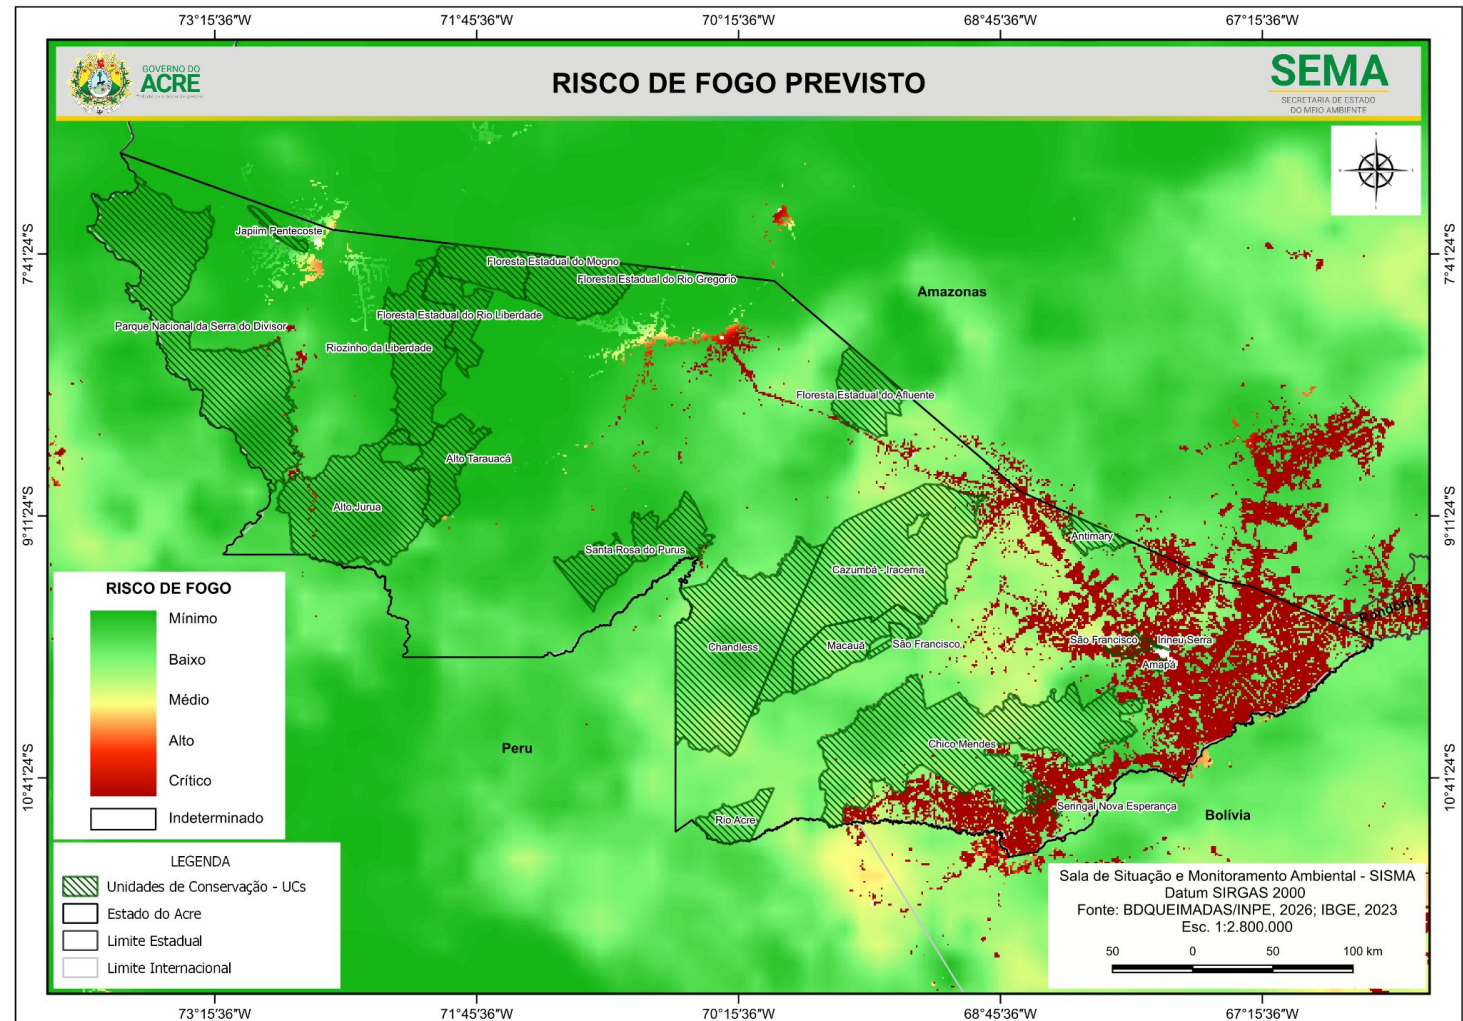 73°15'36"W 71°45'36"W 70°15'36"W 68°45'36"W 67°15'36"W
GOVERNO DO
ACRE
RISCO DE FOGO PREVISTO
SEMA
SECRETARIA DE ESTADO
DO MEIO AMBIENTE
Japiim Pentecoste
7°41'24"S
7°41'24"S
Floresta Estadual do Mogno
Floresta Estadual do Rio Gregorio
Amazonas
Floresta Estadual do Rio Liberdade
Parque Nacional da Serra do Divisor
Riozinho da Liberdade
Floresta Estadual do Afluente
Alto Tarauacá
Alto Jurua
9°11'24"S
9°11'24"S
Antimary
Santa Rosa do Purus
Cazumbá - Iracema
Rondônia
São Francisco
Irineu Serra
Chandless
Macauã
São Francisco
Amapá
Chico Mendes
Peru
10°41'24"S
10°41'24"S
Seringal Nova Esperança
Bolívia
Rio Acre
RISCO DE FOGO
Mínimo
Baixo
Médio
Alto
Crítico
Indeterminado
LEGENDA
Unidades de Conservação - UCs
Estado do Acre
Limite Estadual
Limite Internacional
Sala de Situação e Monitoramento Ambiental - SISMA
Datum SIRGAS 2000
Fonte: BDQUEIMADAS/INPE, 2026; IBGE, 2023
Esc. 1:2.800.000
50 0 50 100 km
73°15'36"W 71°45'36"W 70°15'36"W 68°45'36"W 67°15'36"W